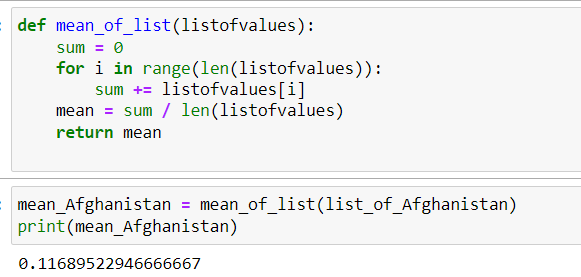 def mean_of_list(listofvalues):
    sum = 0
    for i in range(len(listofvalues)):
        sum += listofvalues[i]
    mean = sum / len(listofvalues)
    return mean
mean_Afghanistan = mean_of_list(list_of_Afghanistan)
print(mean_Afghanistan)
0.11689522946666667